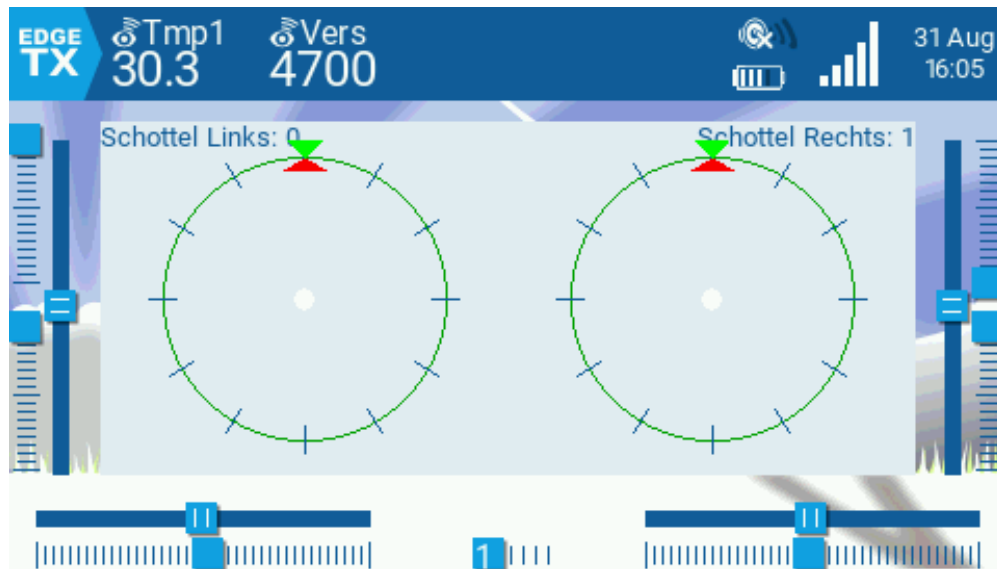 EDGE
TX
Tmp1
30.3
Vers
4700
31 Aug
16:05
Schottel Links: 0
Schottel Rechts: 1
1